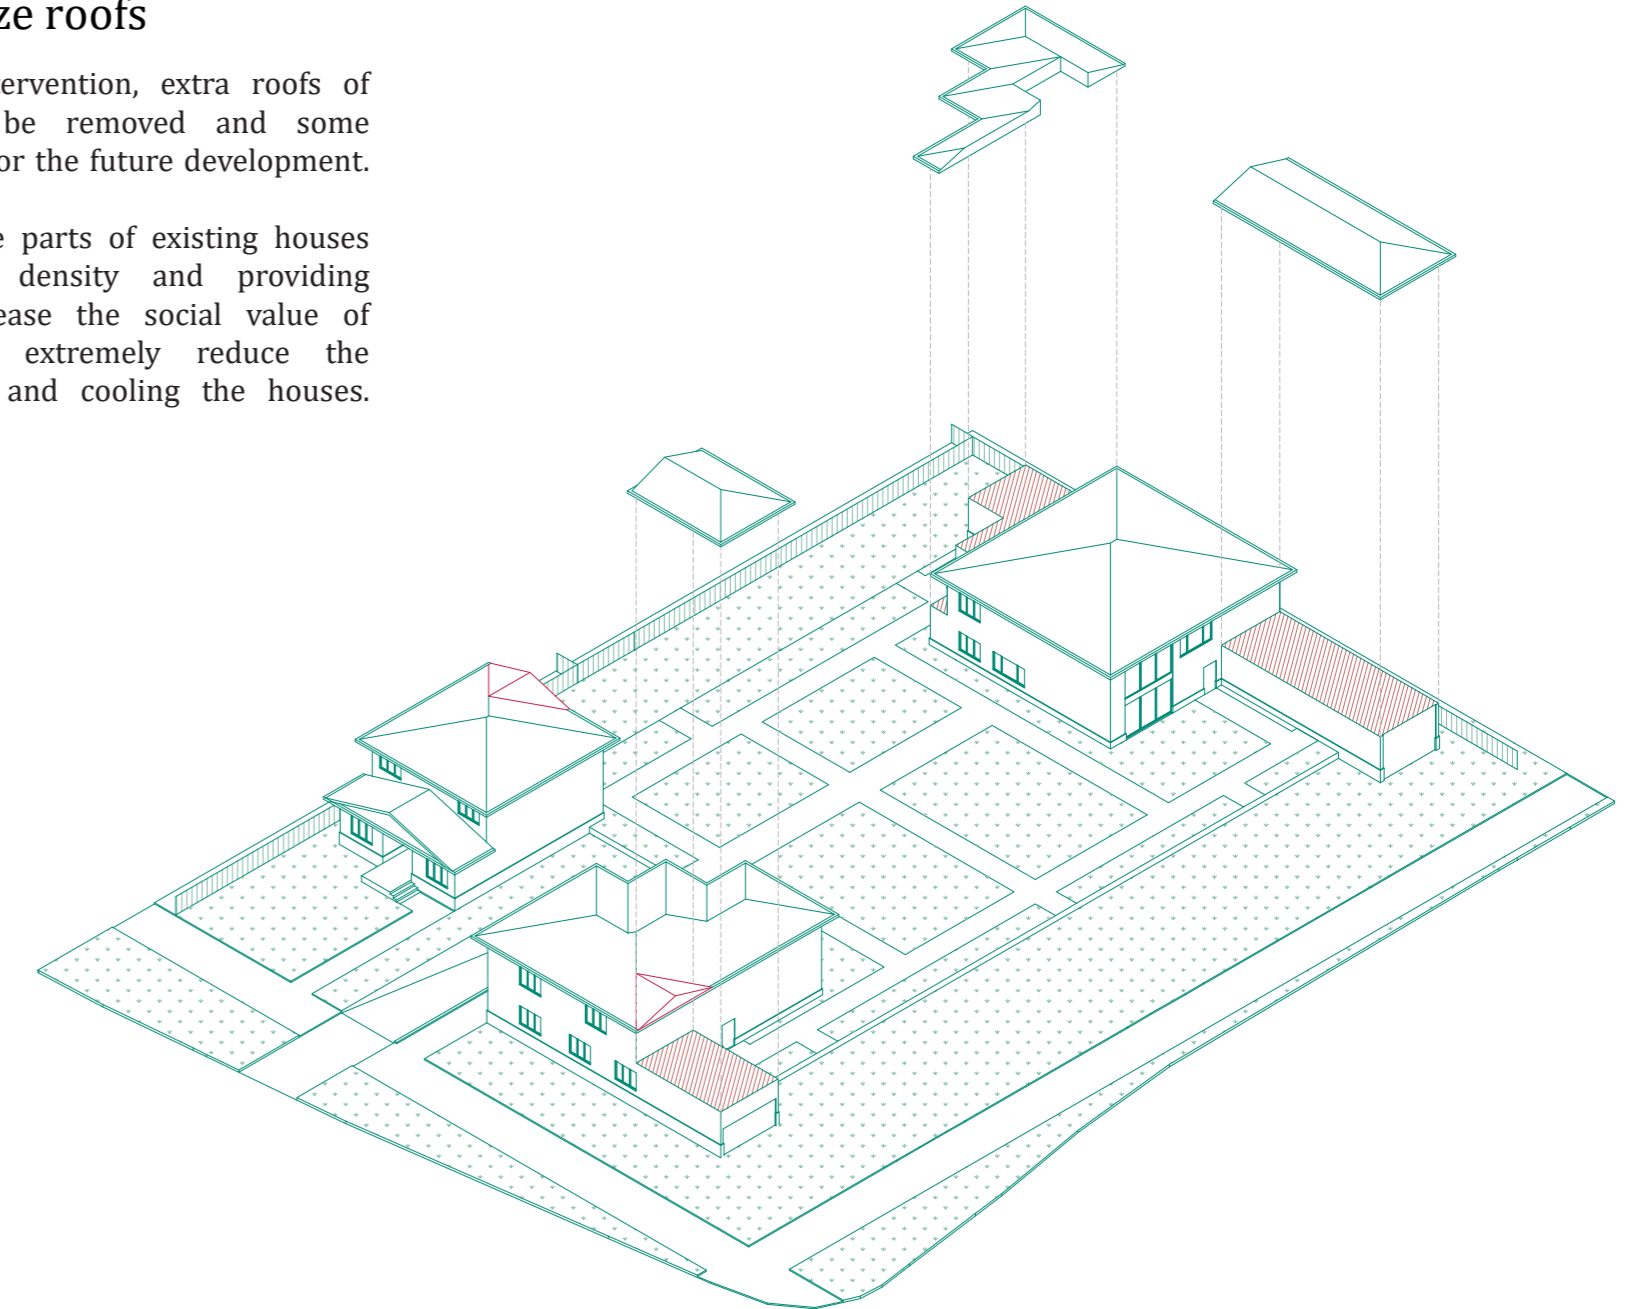 ze roofs
tervention, extra roofs of
be removed and some
or the future development.
e parts of existing houses
density and providing
ease the social value of
extremely reduce the
and cooling the houses.